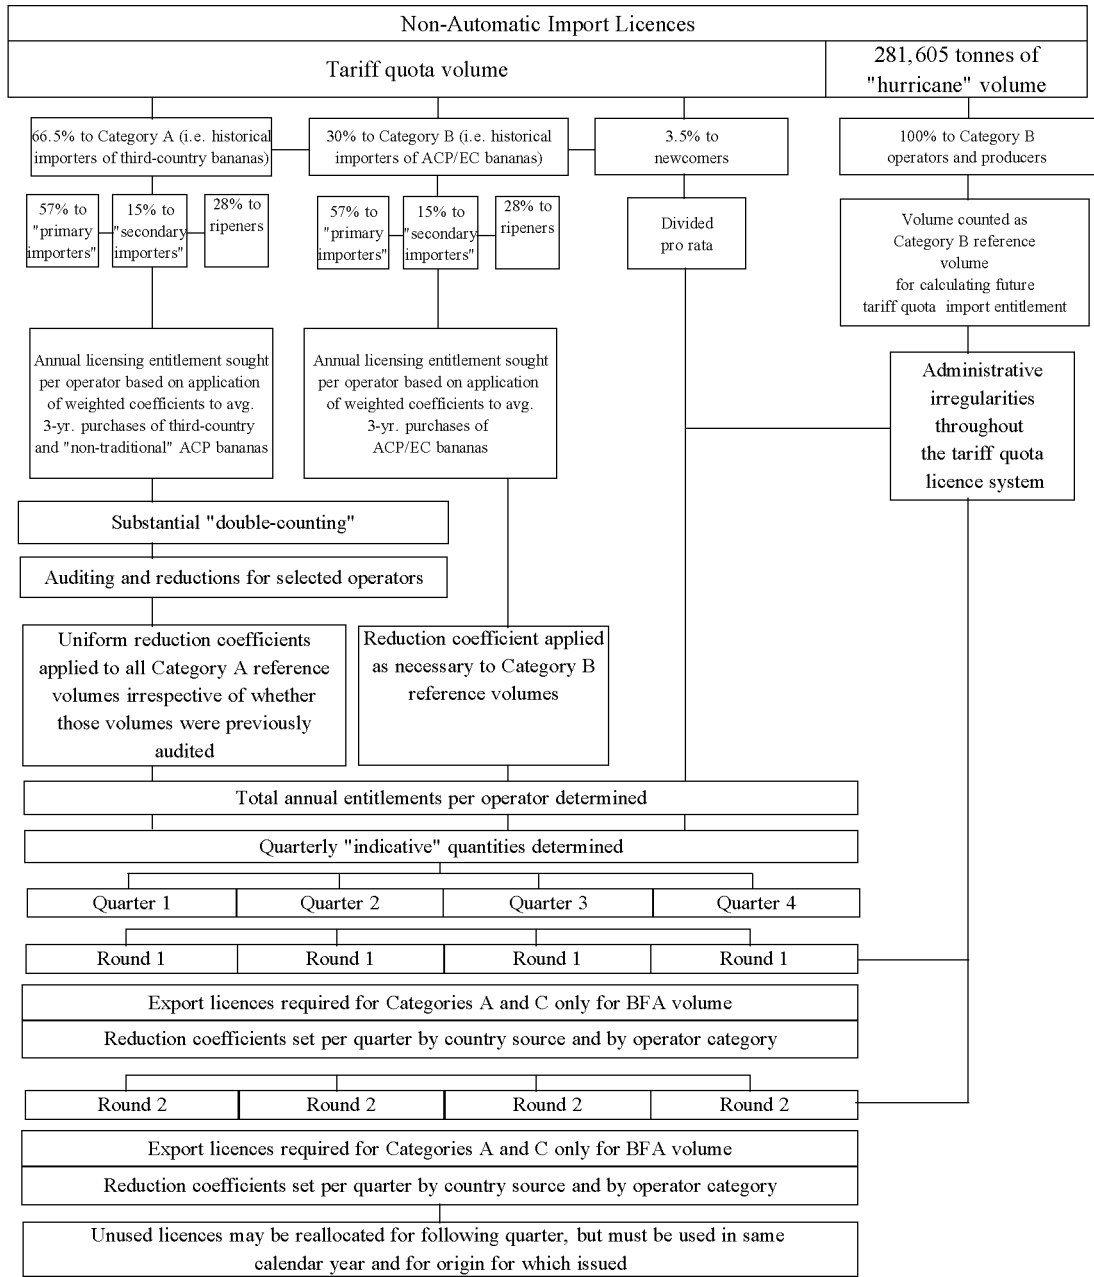 Non-Automatic Import Licences
Tariff quota volume
281,605 tonnes of
"hurricane" volume
66.5% to Category A (i.e. historical
importers of third-country bananas)
30% to Category B (i.e. historical
importers of ACP/EC bananas)
3.5% to
newcomers
100% to Category B
operators and producers
57% to
"primary
importers"
15% to
"secondary
importers"
28% to
ripeners
57% to
"primary
importers"
15% to
"secondary
importers"
28% to
ripeners
Divided
pro rata
Volume counted as
Category B reference
volume
for calculating future
tariff quota import entitlement
Annual licensing entitlement sought
per operator based on application
of weighted coefficients to avg.
3-yr. purchases of third-country
and "non-traditional" ACP bananas
Annual licensing entitlement sought
per operator based on application
of weighted coefficients to avg.
3-yr. purchases of
ACP/EC bananas
Administrative
irregularities
throughout
the tariff quota
licence system
Substantial "double-counting"
Auditing and reductions for selected operators
Uniform reduction coefficients
applied to all Category A reference
volumes irrespective of whether
those volumes were previously
audited
Reduction coefficient applied
as necessary to Category B
reference volumes
Total annual entitlements per operator determined
Quarterly "indicative" quantities determined
Quarter 1
Quarter 2
Quarter 3
Quarter 4
Round 1
Round 1
Round 1
Round 1
Export licences required for Categories A and C only for BFA volume
Reduction coefficients set per quarter by country source and by operator category
Round 2
Round 2
Round 2
Round 2
Export licences required for Categories A and C only for BFA volume
Reduction coefficients set per quarter by country source and by operator category
Unused licences may be reallocated for following quarter, but must be used in same
calendar year and for origin for which issued